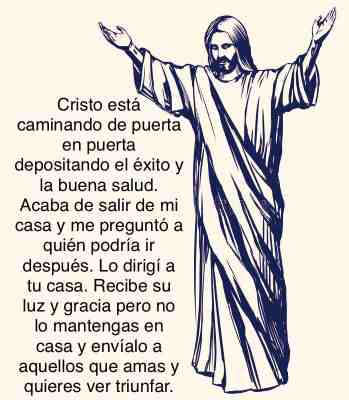 Cristo está
caminando de puerta
en puerta
depositando el éxito y
la buena salud.
Acaba de salir de mi
casa y me preguntó a
quién podría ir
después. Lo dirigí a
tu casa. Recibe su
luz y gracia pero no
lo mantengas en
casa y envíalo a
aquellos que amas y
quieres ver triunfar.